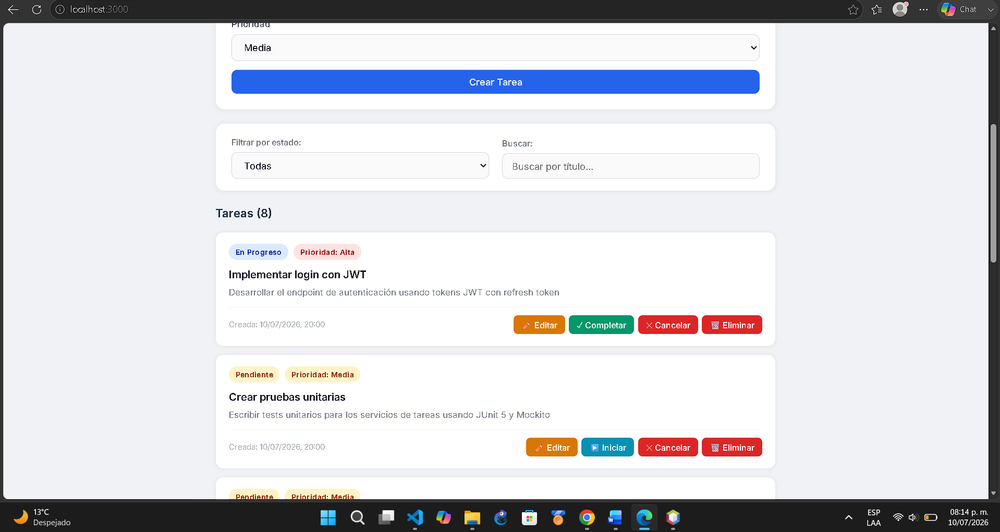 localhost:3000
Chat
Prioridad
Media
Crear Tarea
Filtrar por estado:
Buscar:
Todas
Buscar por título...
Tareas (8)
En Progreso
Prioridad: Alta
Implementar login con JWT
Desarrollar el endpoint de autenticación usando tokens JWT con refresh token
Creada: 10/07/2026, 20:00
Editar
✓ Completar
Cancelar
Eliminar
Pendiente
Prioridad: Media
Crear pruebas unitarias
Escribir tests unitarios para los servicios de tareas usando JUnit 5 y Mockito
Creada: 10/07/2026, 20:00
Editar
Iniciar
Cancelar
Eliminar
Pendiente
Prioridad: Media
13°C
Despejado
ESP
LAA
08:14 p. m.
10/07/2026